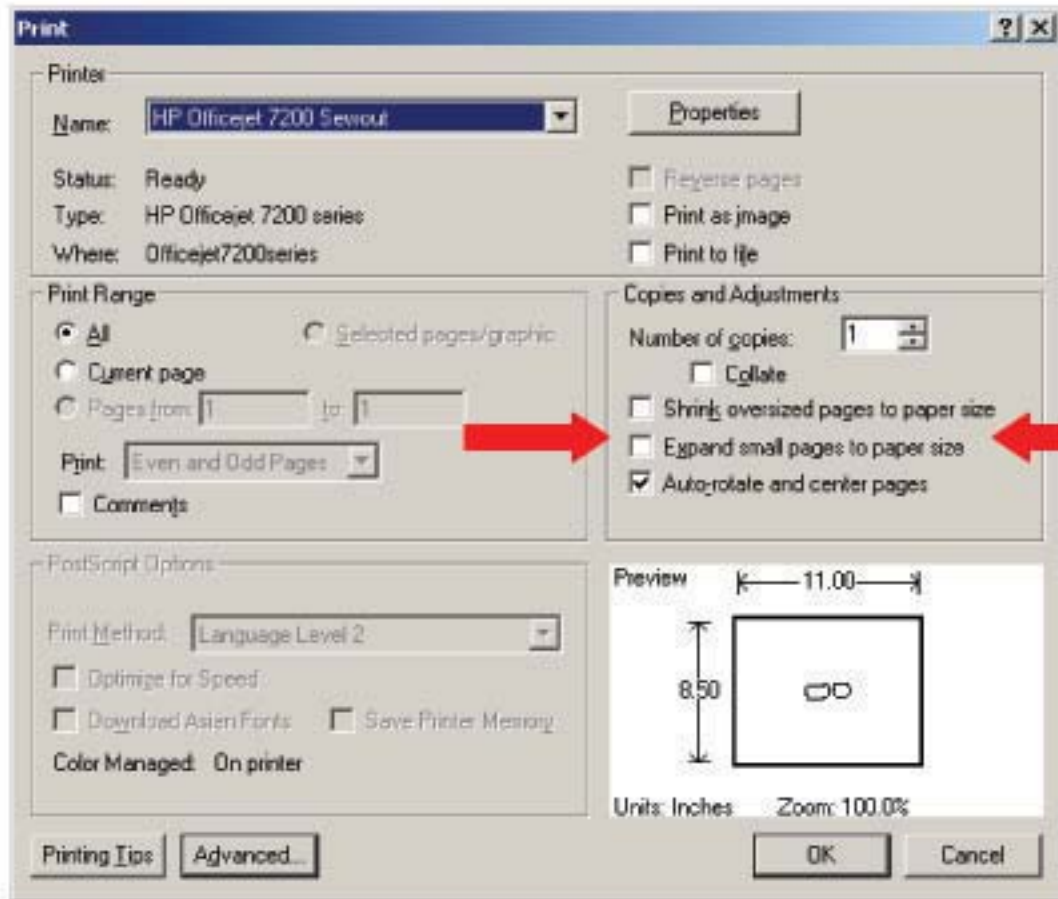 Print
Printer
Name: HP Officejet 7200 Sewout
Properties
Status: Ready
Reverse pages
Type: HP Officejet 7200 series
Print as image
Where: Officejet7200series
Print to file
Print Range
All
Selected pages/graphic
Current page
Pages from: 1 to: 1
Print: Even and Odd Pages
Comments
Copies and Adjustments
Number of copies: 1
Collate
Shrink oversized pages to paper size
Expand small pages to paper size
Auto-rotate and center pages
PostScript Options
Print Method: Language Level 2
Optimize for Speed
Download Asian Fonts Save Printer Memory
Color Managed: On printer
Preview
11.00
8.50
Units: Inches Zoom: 100.0%
Printing Tips Advanced... OK Cancel